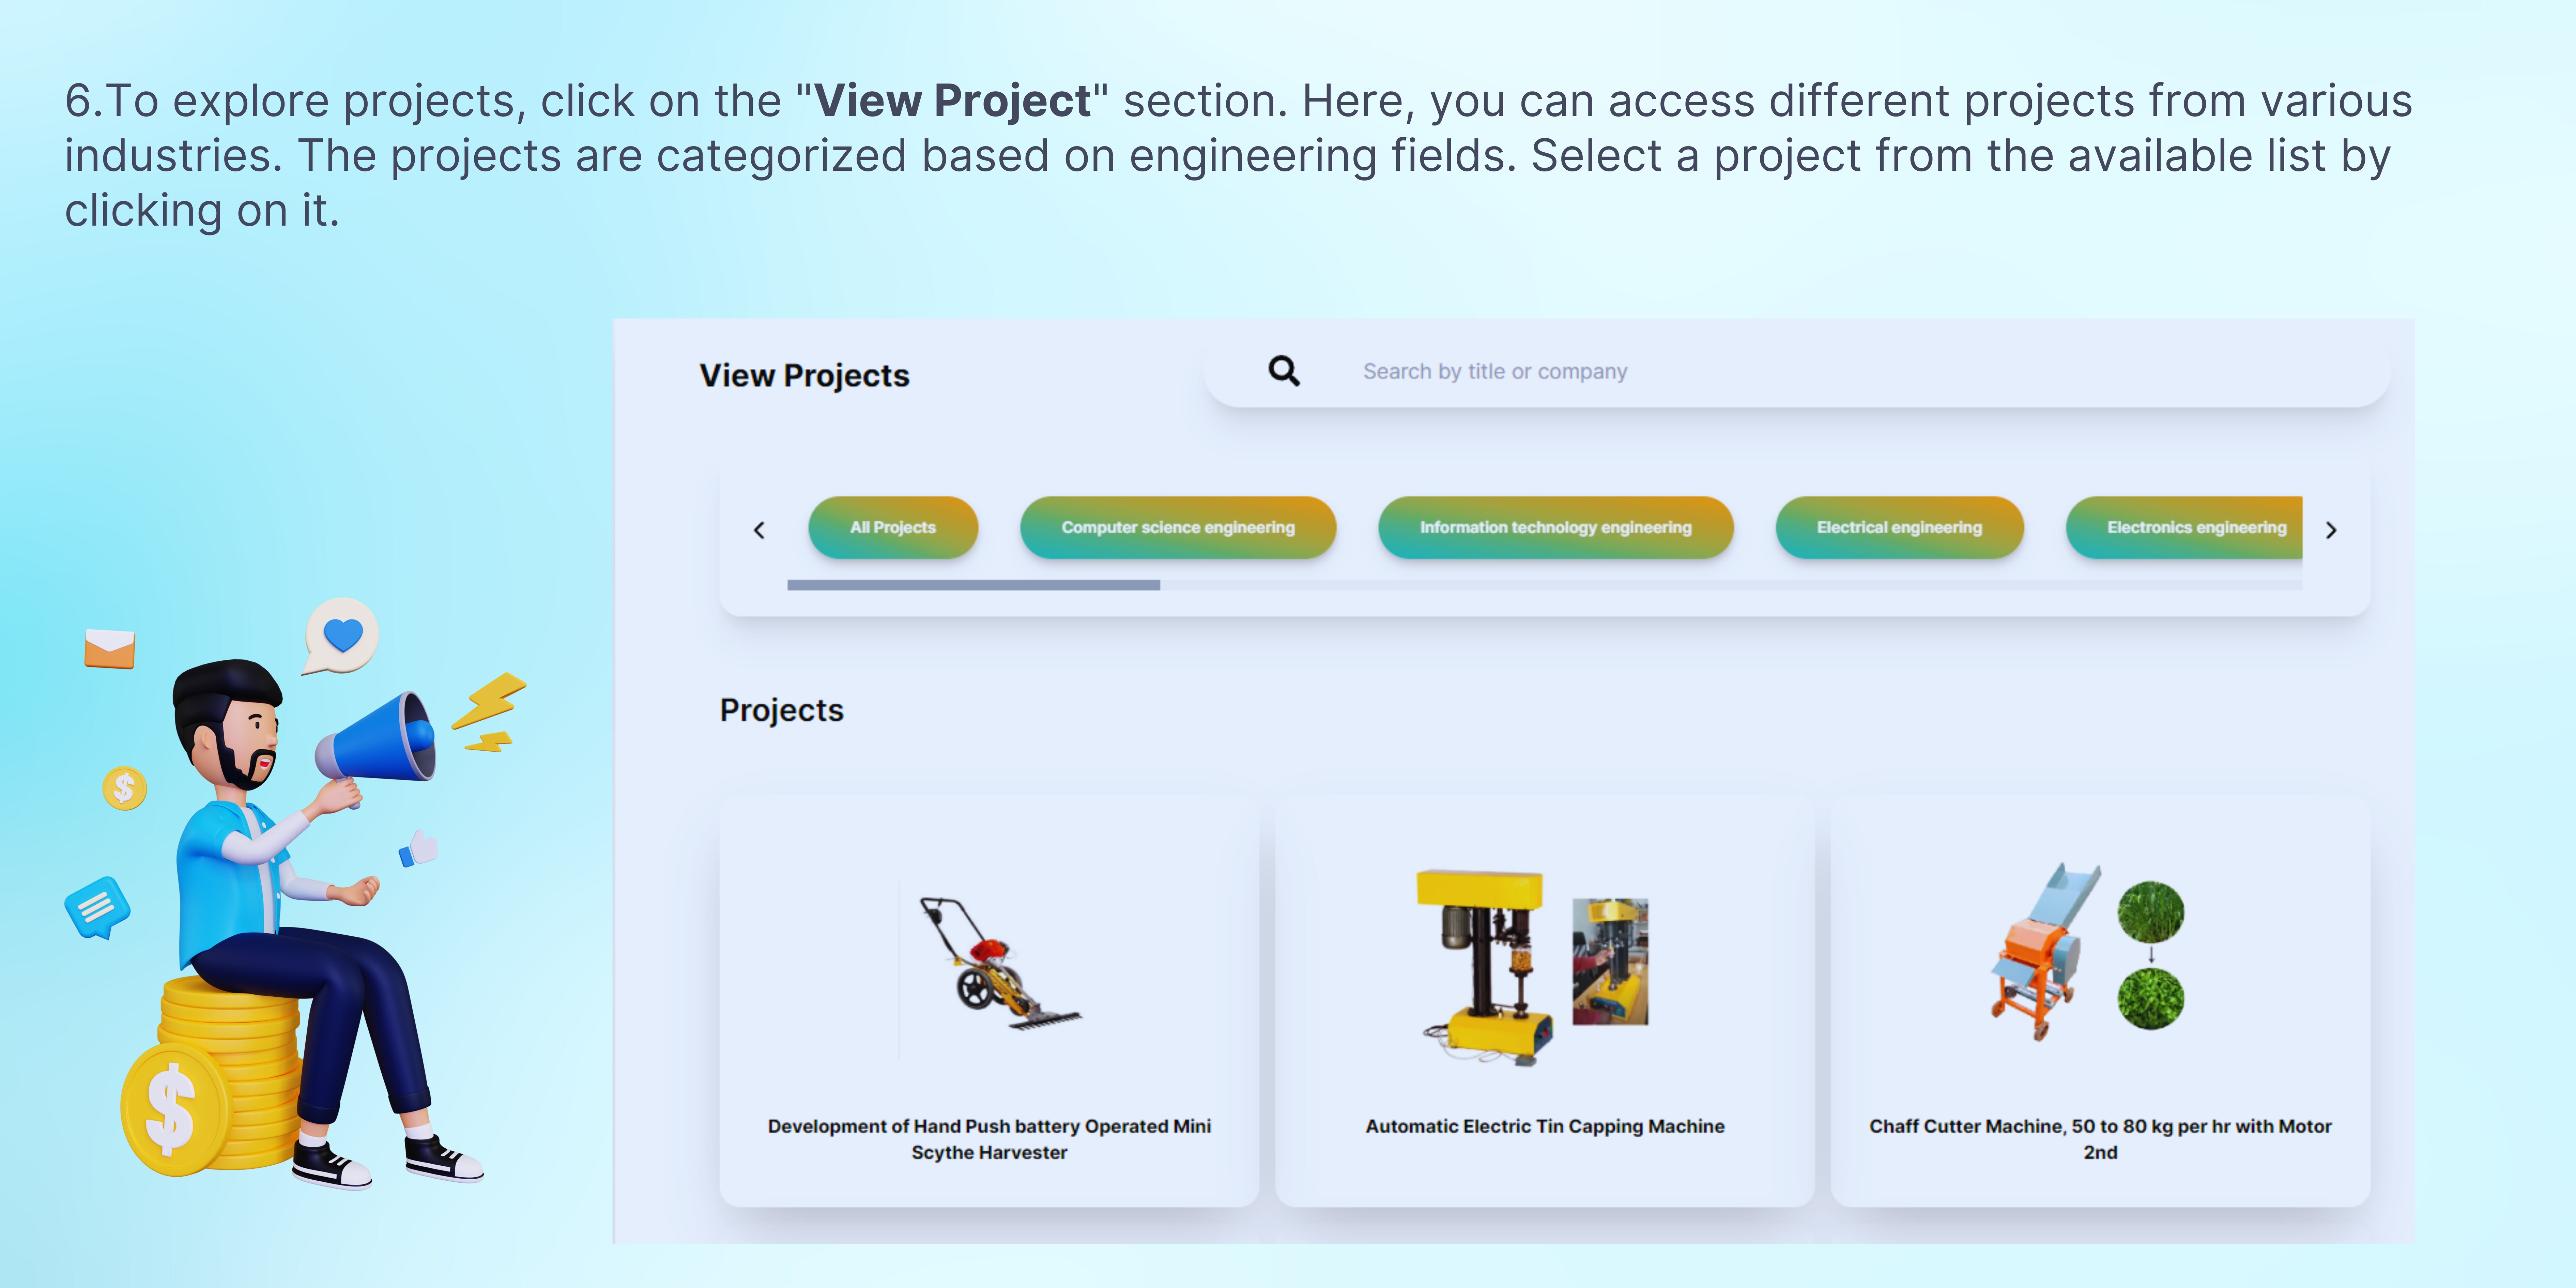 6.To explore projects, click on the "View Project" section. Here, you can access different projects from various
industries. The projects are categorized based on engineering fields. Select a project from the available list by
clicking on it.
View Projects
Search by title or company
All Projects
Computer science engineering
Information technology engineering
Electrical engineering
Electronics engineering
Projects
Development of Hand Push battery Operated Mini
Scythe Harvester
Automatic Electric Tin Capping Machine
Chaff Cutter Machine, 50 to 80 kg per hr with Motor
2nd
$
$